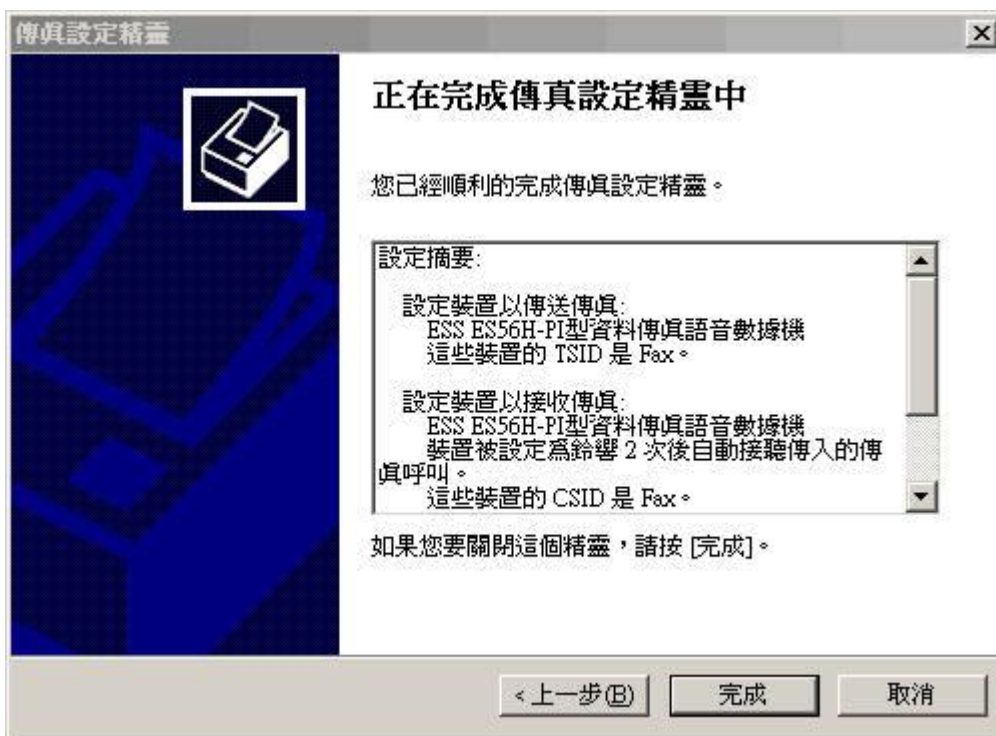 傳真設定精靈
正在完成傳真設定精靈中
您已經順利的完成傳真設定精靈。
設定摘要:
設定裝置以傳送傳真:
ESS ES56H-PI型資料傳真語音數據機
這些裝置的 TSID 是 Fax。
設定裝置以接收傳真:
ESS ES56H-PI型資料傳真語音數據機
裝置被設定為鈴響 2 次後自動接聽傳入的傳
真呼叫。
這些裝置的 CSID 是 Fax。
如果您要關閉這個精靈，請按 [完成]。
<上一步(B)
完成
取消